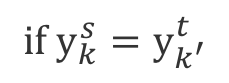 if y_k^s = y_{k'}^t